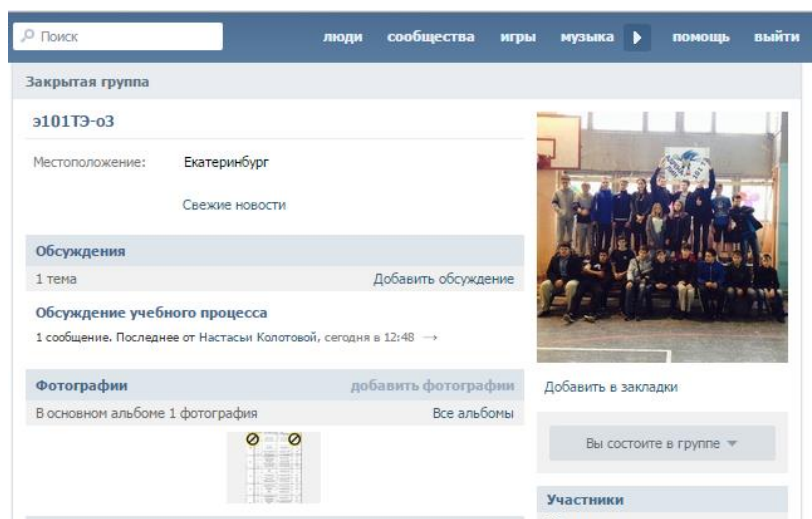 Поиск
люди сообщества игры музыка помощь выйти
Закрытая группа
э101ТЭ-о3
Местоположение: Екатеринбург
Свежие новости
Обсуждения
1 тема Добавить обсуждение
Обсуждение учебного процесса
1 сообщение. Последнее от Настасьи Колотовой, сегодня в 12:48 →
Фотографии добавить фотографии
В основном альбоме 1 фотография Все альбомы
Добавить в закладки
Вы состоите в группе
Участники